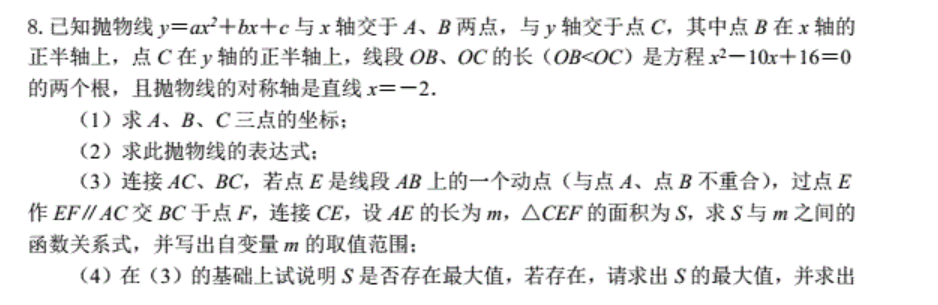 8. 已知抛物线 y=ax²+bx+c 与 x 轴交于 A、B 两点，与 y 轴交于点 C，其中点 B 在 x 轴的
正半轴上，点 C 在 y 轴的正半轴上，线段 OB、OC 的长（OB<OC）是方程 x²－10x＋16＝0
的两个根，且抛物线的对称轴是直线 x＝－2．
（1）求 A、B、C 三点的坐标；
（2）求此抛物线的表达式；
（3）连接 AC、BC，若点 E 是线段 AB 上的一个动点（与点 A、点 B 不重合），过点 E
作 EF∥AC 交 BC 于点 F，连接 CE，设 AE 的长为 m，△CEF 的面积为 S，求 S 与 m 之间的
函数关系式，并写出自变量 m 的取值范围；
（4）在（3）的基础上试说明 S 是否存在最大值，若存在，请求出 S 的最大值，并求出